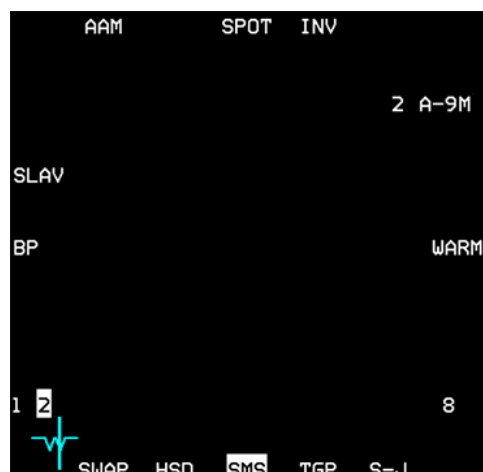 AAM SPOT INV
2 A-9M
SLAV
BP WARM
1 2 8
SWAP HSD SMS TGP S-J